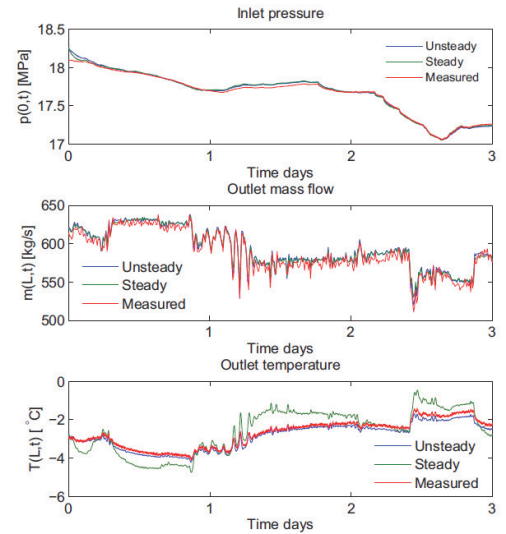 Inlet pressure
18.5
18
17.5
17
p(0,t) [MPa]
Unsteady
Steady
Measured
0 1 2 3
Time days
Outlet mass flow
650
600
550
500
m(L,t) [kg/s]
Unsteady
Steady
Measured
0 1 2 3
Time days
Outlet temperature
0
−2
−4
−6
T(L,t) [ °C]
Unsteady
Steady
Measured
0 1 2 3
Time days